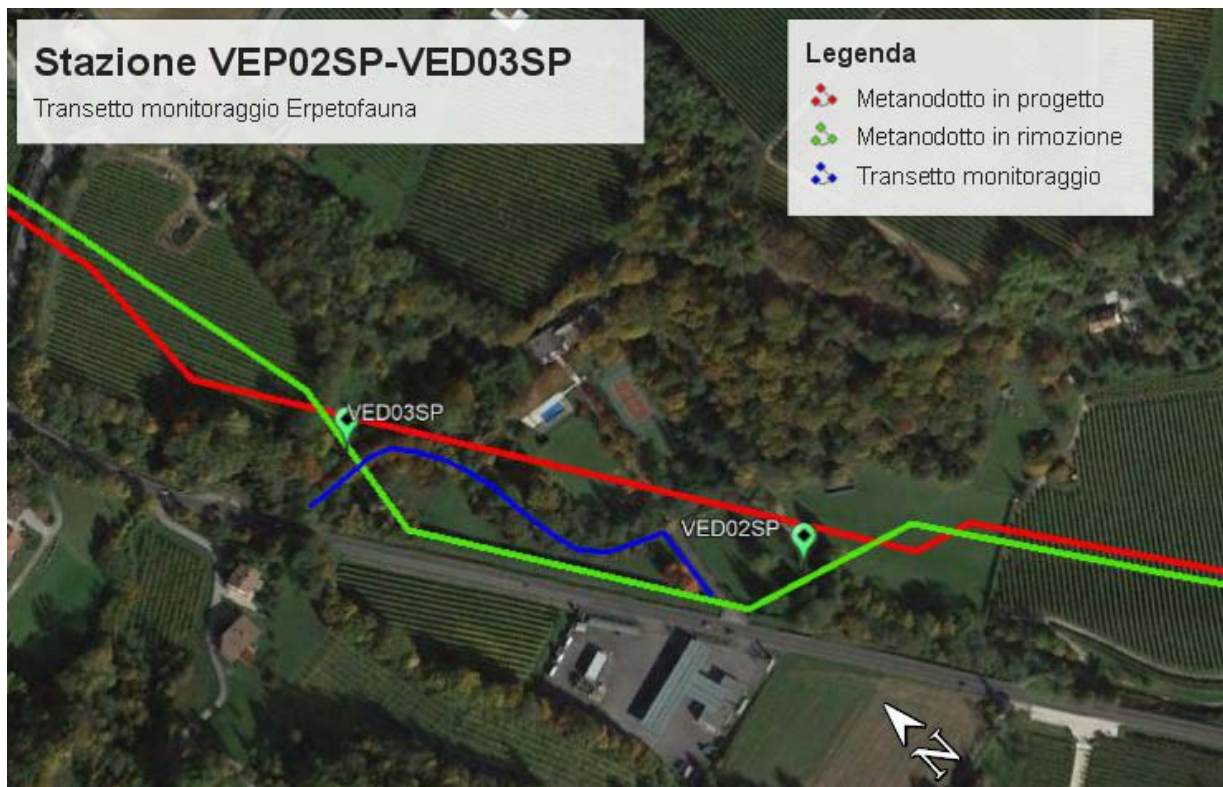 Stazione VEP02SP-VED03SP
Transetto monitoraggio Erpetofauna
Legenda
Metanodotto in progetto
Metanodotto in rimozione
Transetto monitoraggio
VED03SP
VED02SP
N